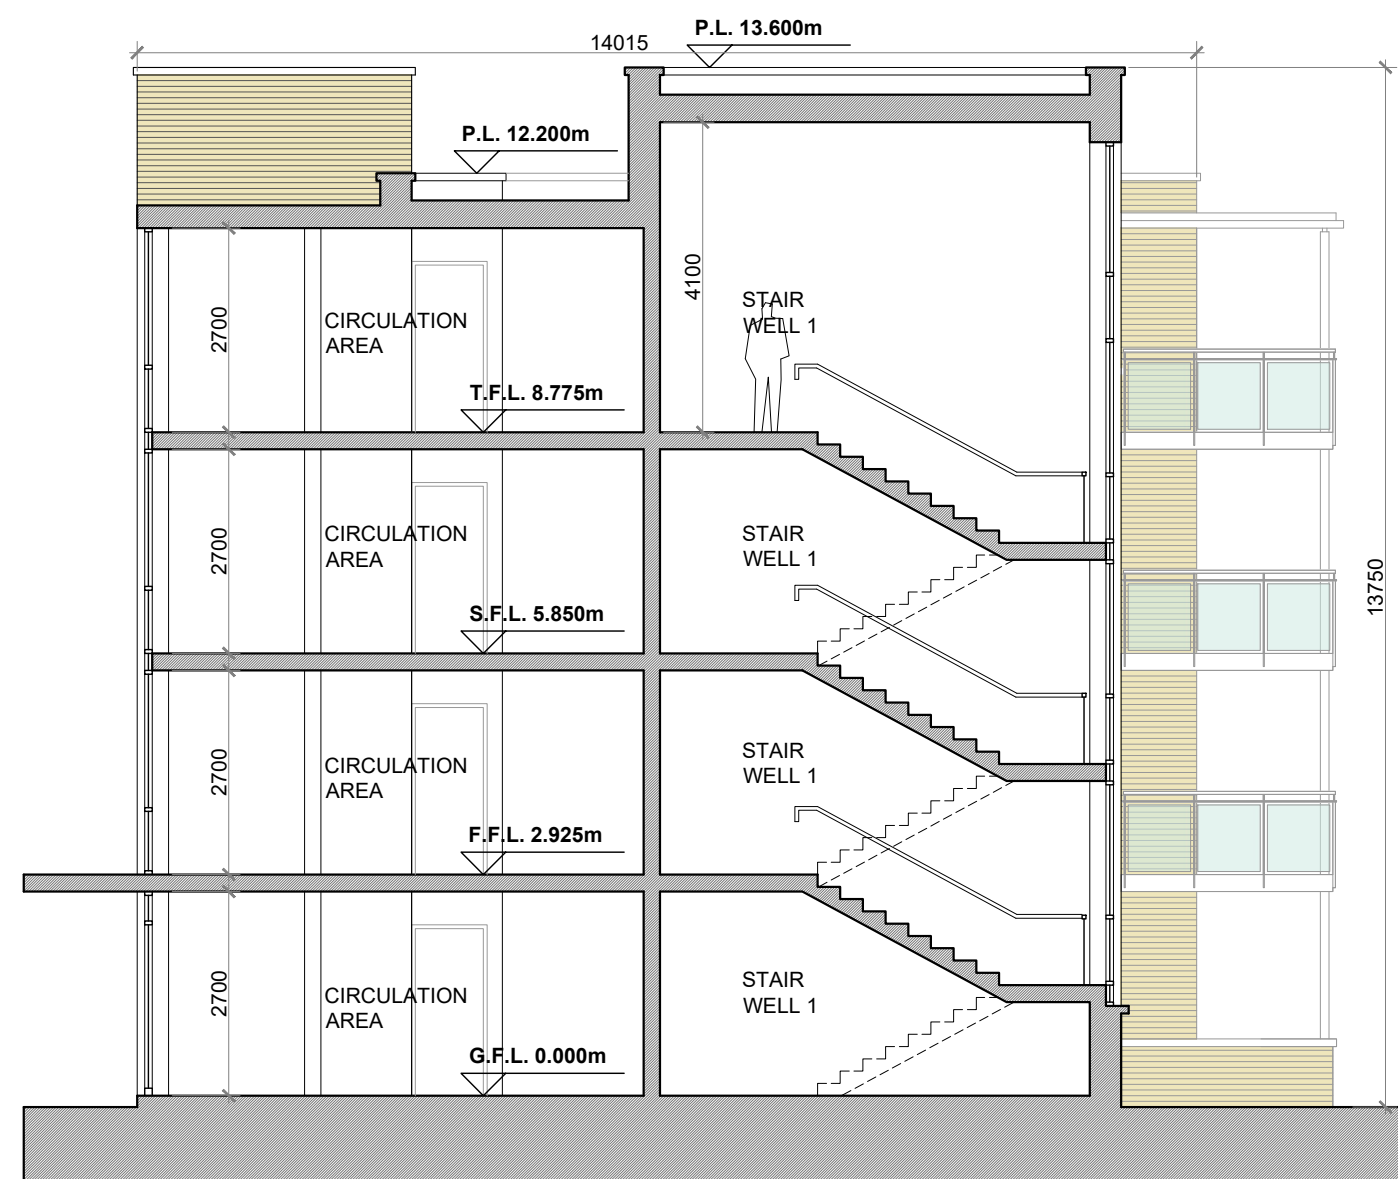 P.L. 13.600m
14015
P.L. 12.200m
4100
STAIR
WELL 1
2700
CIRCULATION
AREA
T.F.L. 8.775m
2700
CIRCULATION
AREA
STAIR
WELL 1
13750
S.F.L. 5.850m
2700
CIRCULATION
AREA
STAIR
WELL 1
F.F.L. 2.925m
2700
CIRCULATION
AREA
STAIR
WELL 1
G.F.L. 0.000m